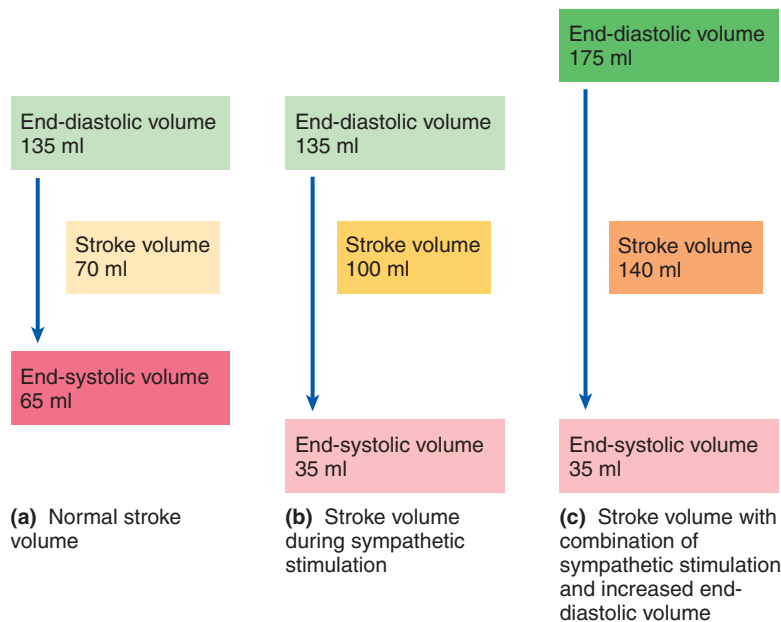 End-diastolic volume
135 ml
Stroke volume
70 ml
End-systolic volume
65 ml
(a) Normal stroke
volume
End-diastolic volume
135 ml
Stroke volume
100 ml
End-systolic volume
35 ml
(b) Stroke volume
during sympathetic
stimulation
End-diastolic volume
175 ml
Stroke volume
140 ml
End-systolic volume
35 ml
(c) Stroke volume with
combination of
sympathetic stimulation
and increased end-
diastolic volume